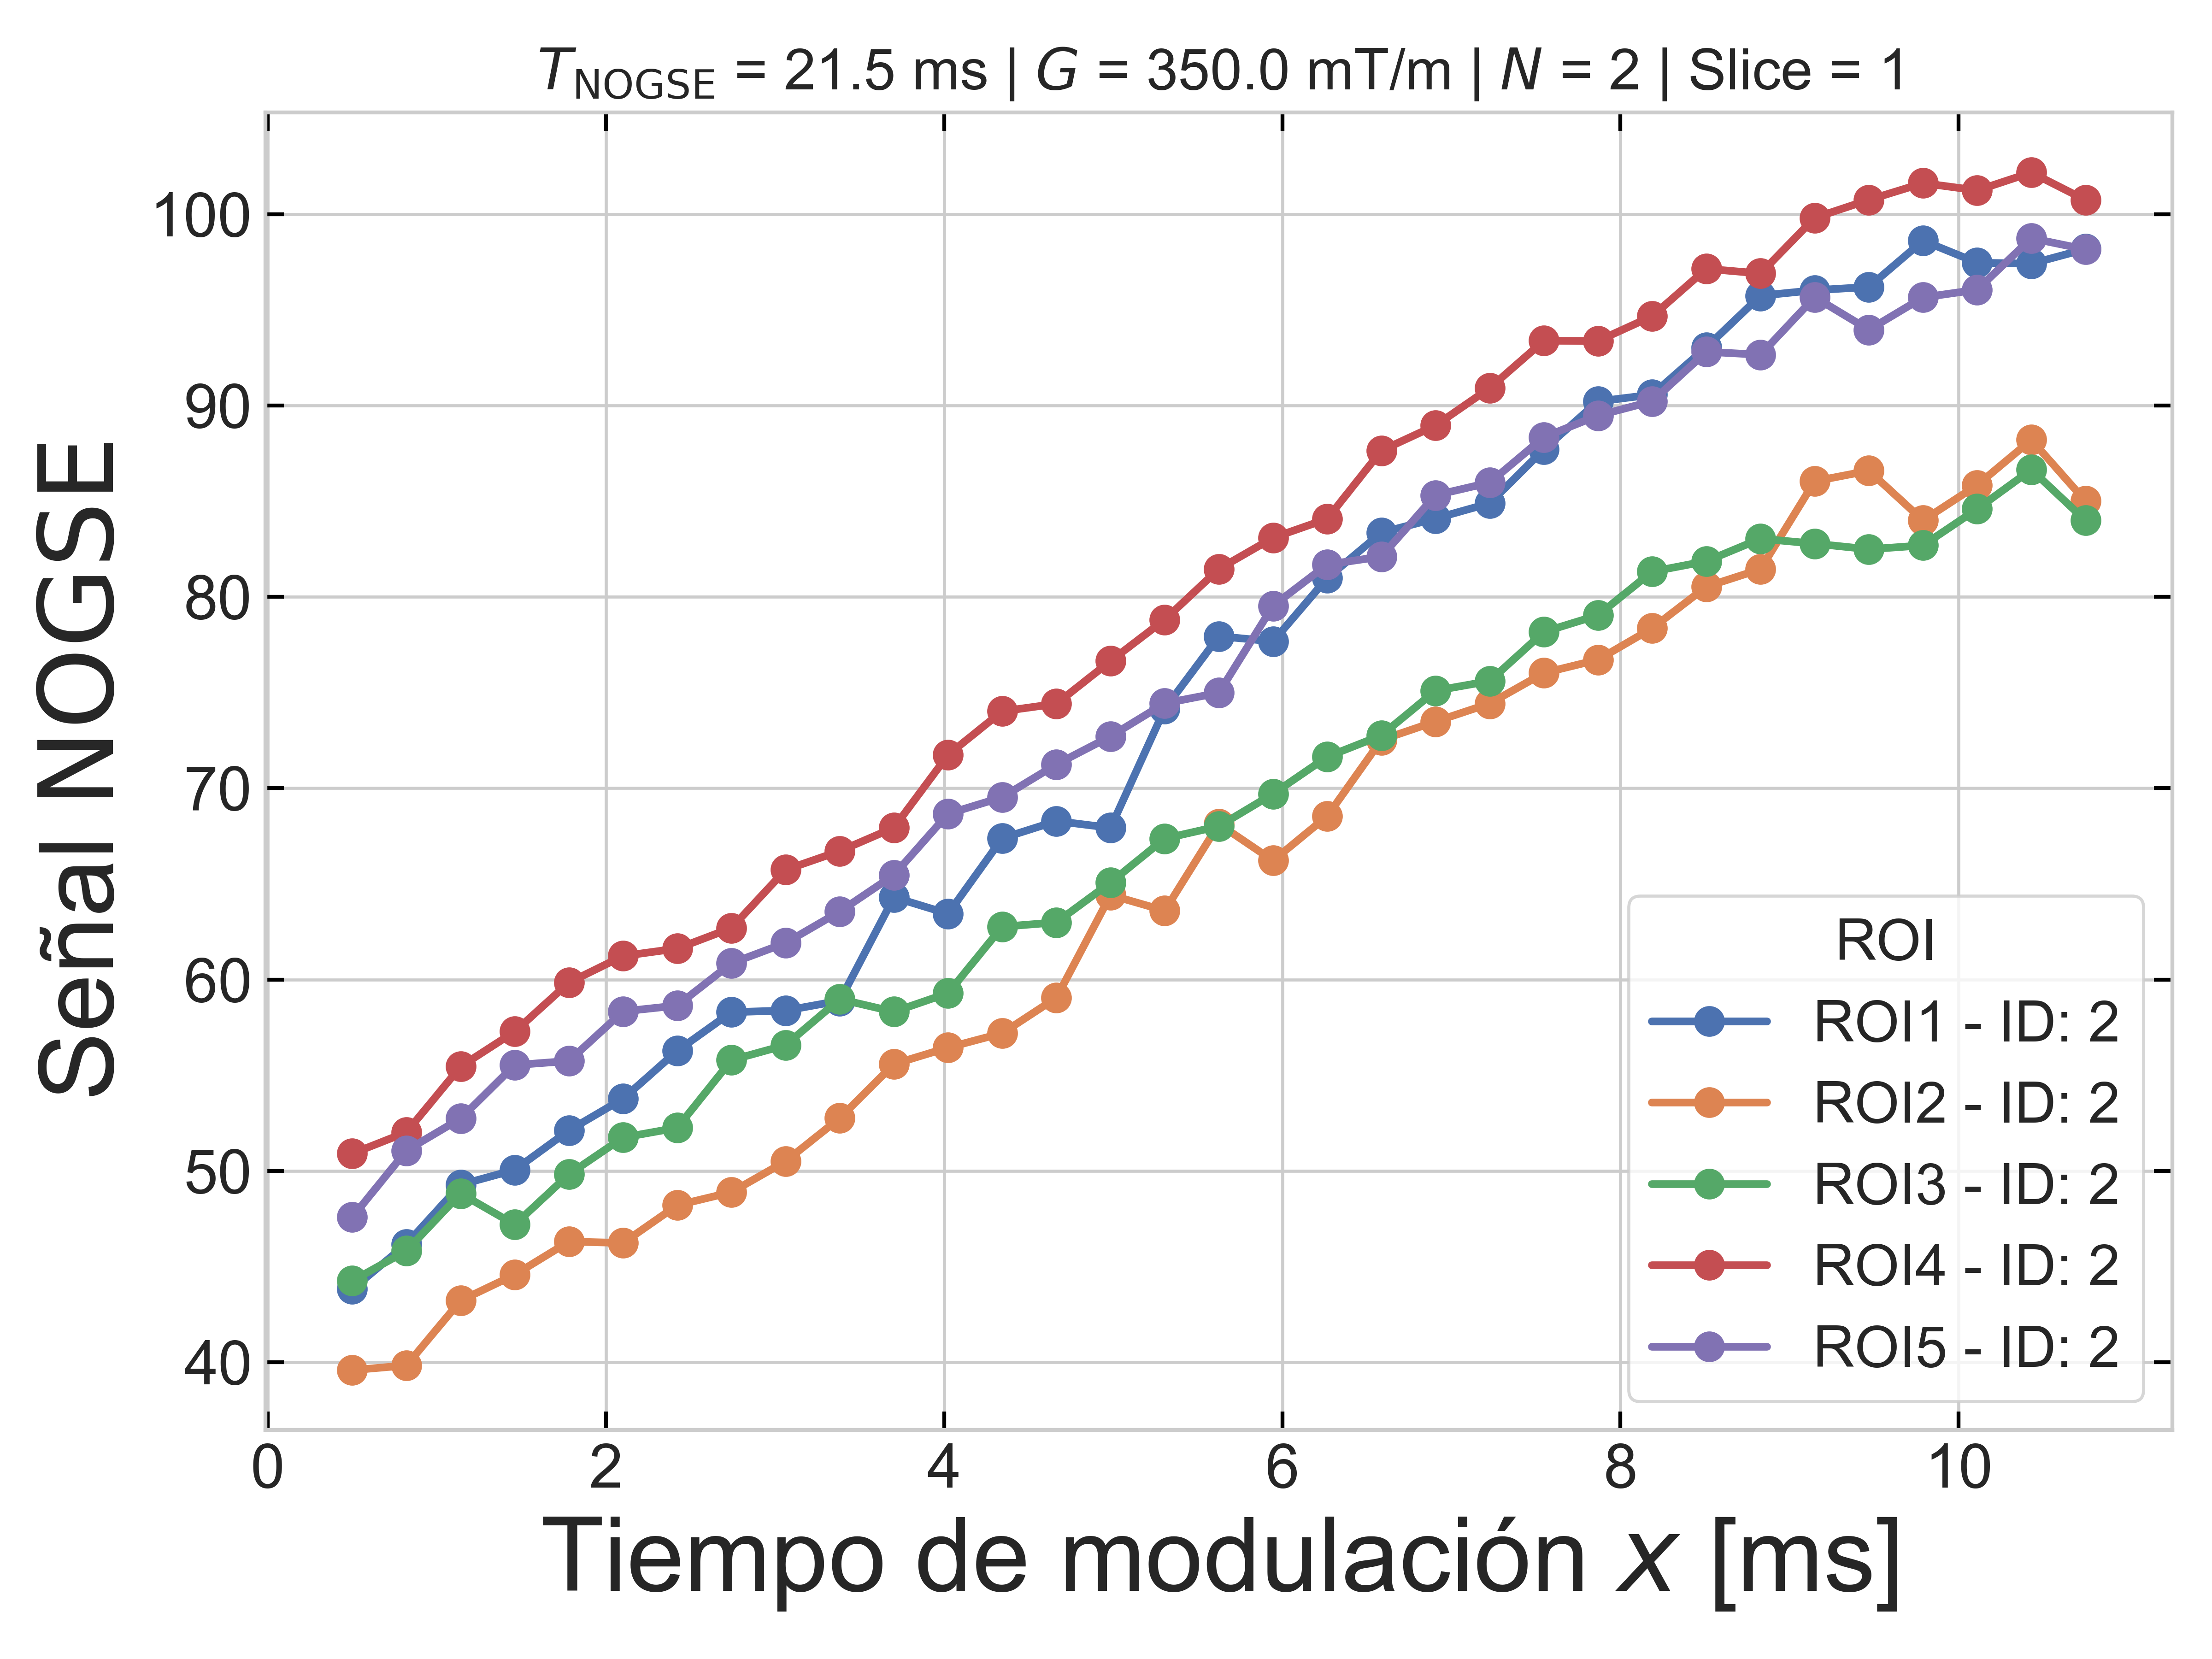 T_NOGSE = 21.5 ms | G = 350.0 mT/m | N = 2 | Slice = 1
Señal NOGSE
100
90
80
70
60
50
40
ROI
ROI1 - ID: 2
ROI2 - ID: 2
ROI3 - ID: 2
ROI4 - ID: 2
ROI5 - ID: 2
0 2 4 6 8 10
Tiempo de modulación x [ms]